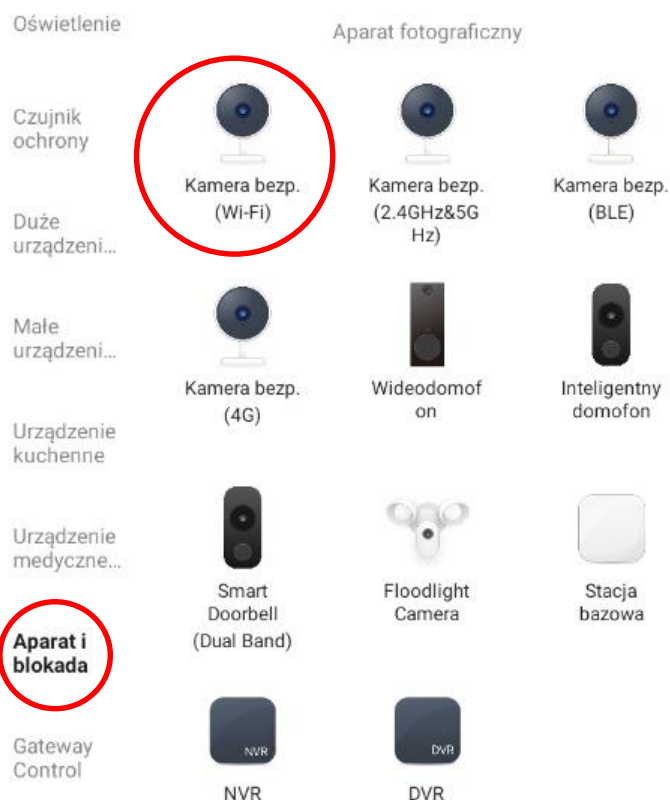 Oświetlenie
Czujnik
ochrony
Duże
urządzeni...
Małe
urządzeni...
Urządzenie
kuchenne
Urządzenie
medyczne...
Aparat i
blokada
Gateway
Control
Aparat fotograficzny
Kamera bezp.
(Wi-Fi)
Kamera bezp.
(2.4GHz&5G
Hz)
Kamera bezp.
(BLE)
Kamera bezp.
(4G)
Wideodomof
on
Inteligentny
domofon
Smart
Doorbell
(Dual Band)
Floodlight
Camera
Stacja
bazowa
NVR
NVR
DVR
DVR